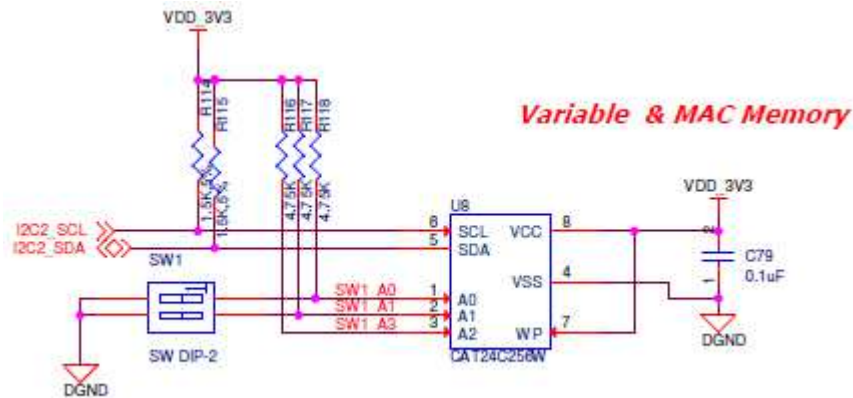 VDD_3V3
R114
R115
R116
R117
R118
Variable & MAC Memory
1.5K,5%
1.5K,5%
4.75K
4.75K
4.75K
VDD_3V3
U8
I2C2_SCL
6 SCL VCC 8
I2C2_SDA
5 SDA
2
C79
0.1uF
1
SW1
VSS 4
SW1_A0 1 A0
SW1_A1 2 A1
SW1_A3 3 A2 WP 7
DGND
SW DIP-2
CAT24C256W
DGND